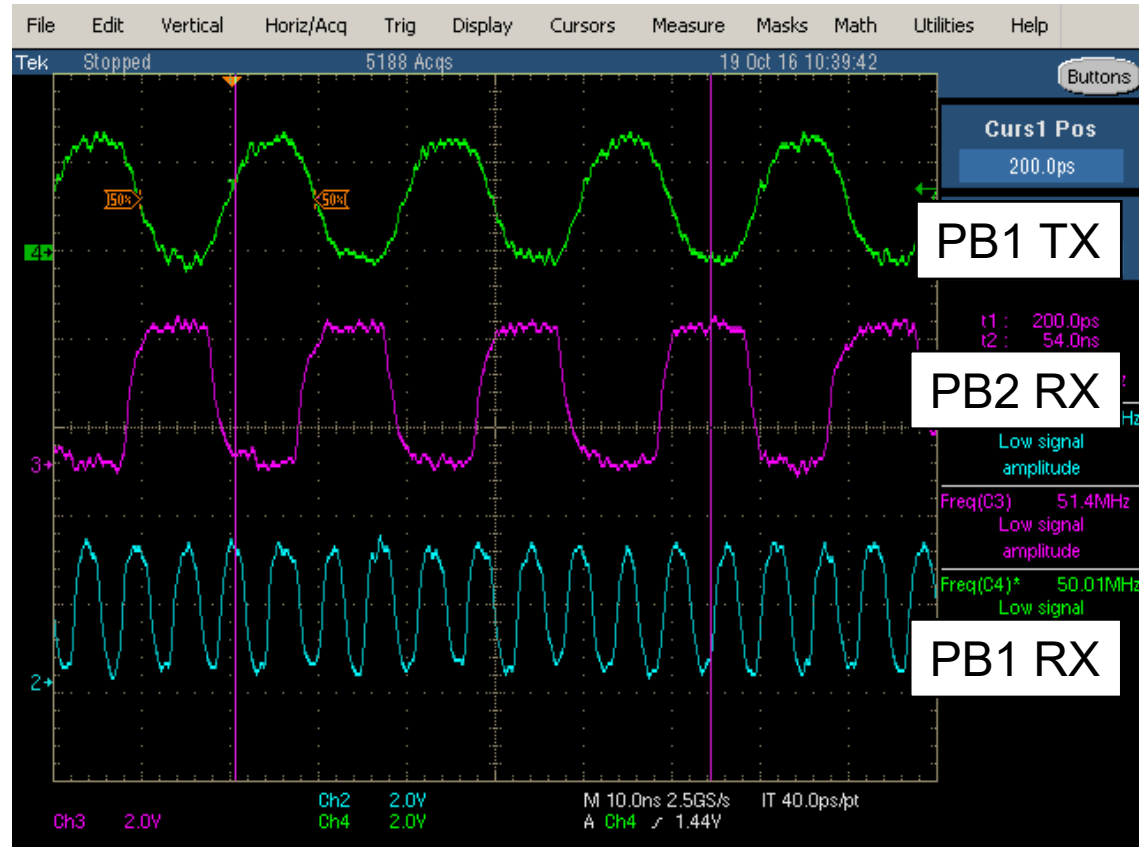 File Edit Vertical Horiz/Acq Trig Display Cursors Measure Masks Math Utilities Help
Tek Stopped 5188 Acqs 19 Oct 16 10:39:42
Buttons
Curs1 Pos
200.0ps
50%
50%
PB1 TX
4
t1 : 200.0ps
t2 : 54.0ns
PB2 RX
Hz
Low signal
amplitude
3
Freq(C3) 51.4MHz
Low signal
amplitude
Freq(C4)* 50.01MHz
Low signal
PB1 RX
2
Ch2 2.0V M 10.0ns 2.5GS/s IT 40.0ps/pt
Ch3 2.0V Ch4 2.0V A Ch4 1.44V